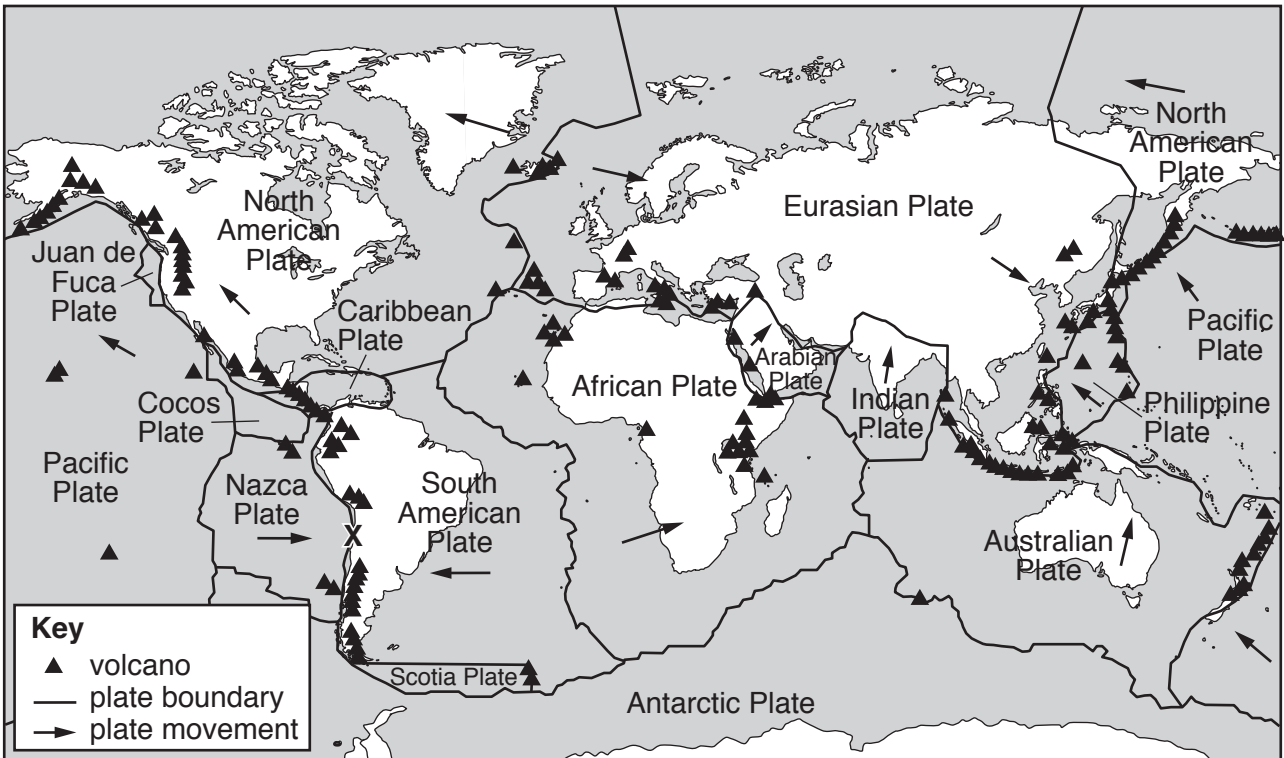 North
American
Plate
North
American
Plate
Eurasian Plate
Juan de
Fuca
Plate
Caribbean
Plate
Pacific
Plate
Arabian
Plate
African Plate
Indian
Plate
Philippine
Plate
Cocos
Plate
Pacific
Plate
Nazca
Plate
South
American
Plate
X
Australian
Plate
Key
volcano
plate boundary
plate movement
Scotia Plate
Antarctic Plate